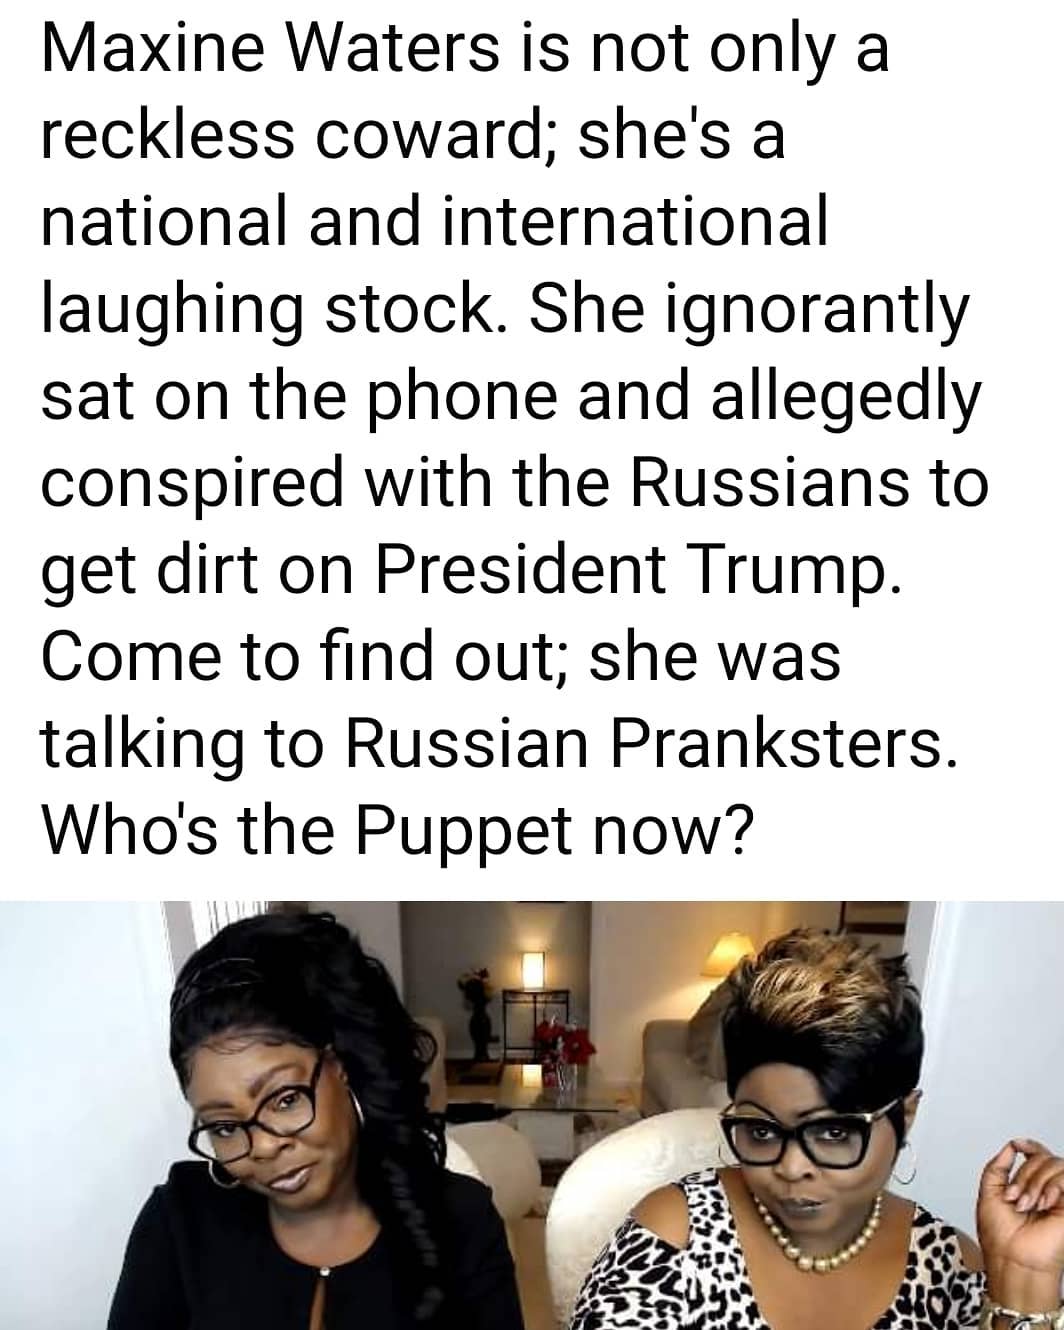 Maxine Waters is not only a
reckless coward; she's a
national and international
laughing stock. She ignorantly
sat on the phone and allegedly
conspired with the Russians to
get dirt on President Trump.
Come to find out; she was
talking to Russian Pranksters.
Who's the Puppet now?